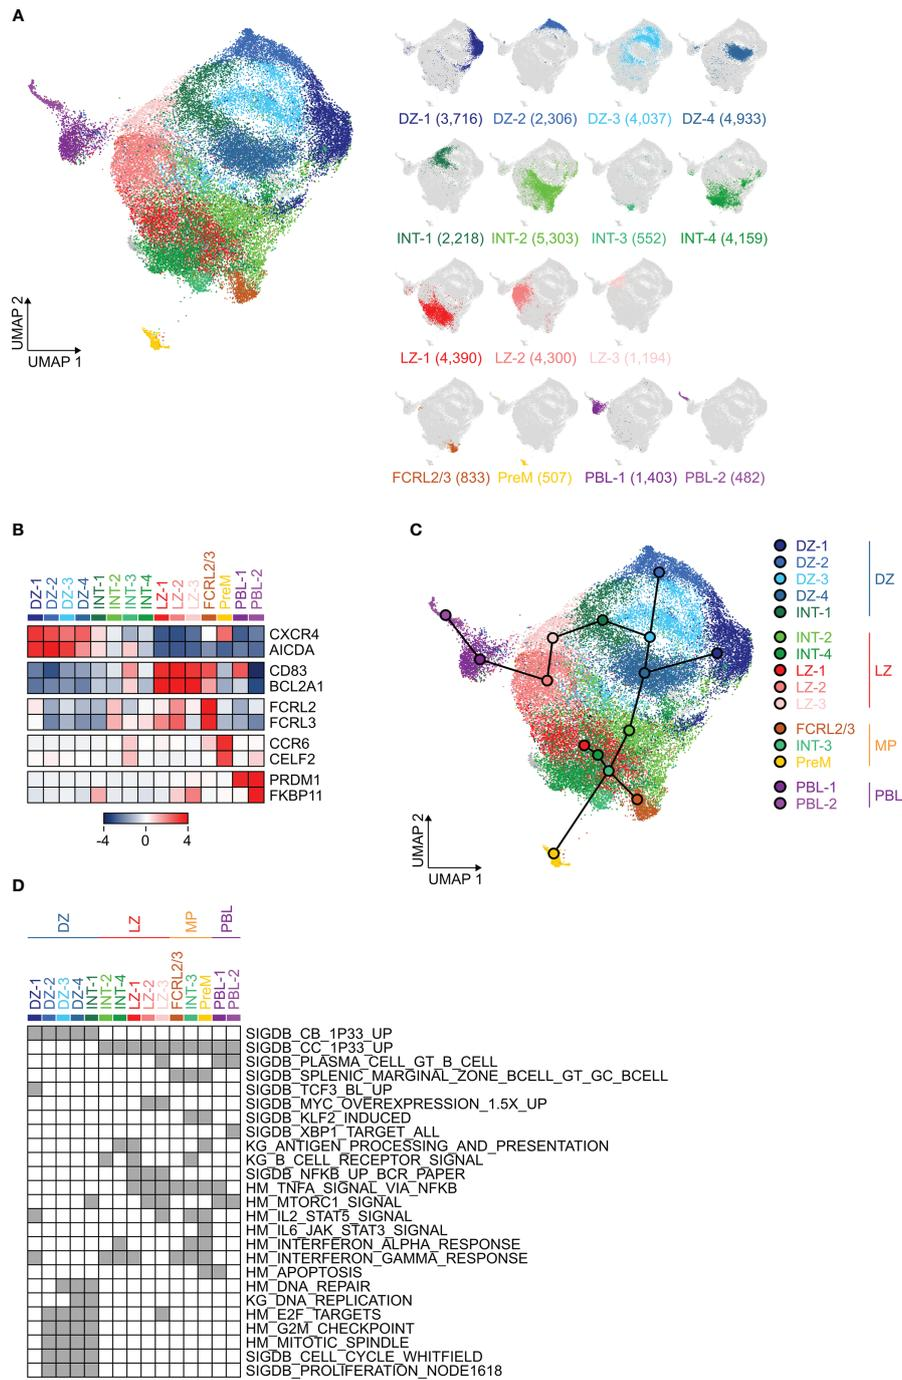 A
UMAP 2
UMAP 1
DZ-1 (3,716) DZ-2 (2,306) DZ-3 (4,037) DZ-4 (4,933)
INT-1 (2,218) INT-2 (5,303) INT-3 (552) INT-4 (4,159)
LZ-1 (4,390) LZ-2 (4,300) LZ-3 (1,194)
FCRL2/3 (833) PreM (507) PBL-1 (1,403) PBL-2 (482)
B
DZ-1 DZ-2 DZ-3 DZ-4 INT-1 INT-2 INT-3 INT-4 LZ-1 LZ-2 LZ-3 FCRL2/3 PreM PBL-1 PBL-2
CXCR4
AICDA
CD83
BCL2A1
FCRL2
FCRL3
CCR6
CELF2
PRDM1
FKBP11
-4 0 4
C
UMAP 2
UMAP 1
DZ-1
DZ-2
DZ-3
DZ-4
INT-1
DZ
INT-2
INT-4
LZ-1
LZ-2
LZ-3
LZ
FCRL2/3
INT-3
PreM
MP
PBL-1
PBL-2
PBL
D
DZ LZ MP PBL
DZ-1 DZ-2 DZ-3 DZ-4 INT-1 INT-2 INT-4 LZ-1 LZ-2 LZ-3 FCRL2/3 INT-3 PreM PBL-1 PBL-2
SIGDB_CB_1P33_UP
SIGDB_CC_1P33_UP
SIGDB_PLASMA_CELL_GT_B_CELL
SIGDB_SPLENIC_MARGINAL_ZONE_BCELL_GT_GC_BCELL
SIGDB_TCF3_BL_UP
SIGDB_MYC_OVEREXPRESSION_1.5X_UP
SIGDB_KLF2_INDUCED
SIGDB_XBP1_TARGET_ALL
KG_ANTIGEN_PROCESSING_AND_PRESENTATION
KG_B_CELL_RECEPTOR_SIGNAL
SIGDB_NFKB_UP_BCR_PAPER
HM_TNFA_SIGNAL_VIA_NFKB
HM_MTORC1_SIGNAL
HM_IL2_STAT5_SIGNAL
HM_IL6_JAK_STAT3_SIGNAL
HM_INTERFERON_ALPHA_RESPONSE
HM_INTERFERON_GAMMA_RESPONSE
HM_APOPTOSIS
HM_DNA_REPAIR
KG_DNA_REPLICATION
HM_E2F_TARGETS
HM_G2M_CHECKPOINT
HM_MITOTIC_SPINDLE
SIGDB_CELL_CYCLE_WHITFIELD
SIGDB_PROLIFERATION_NODE1618